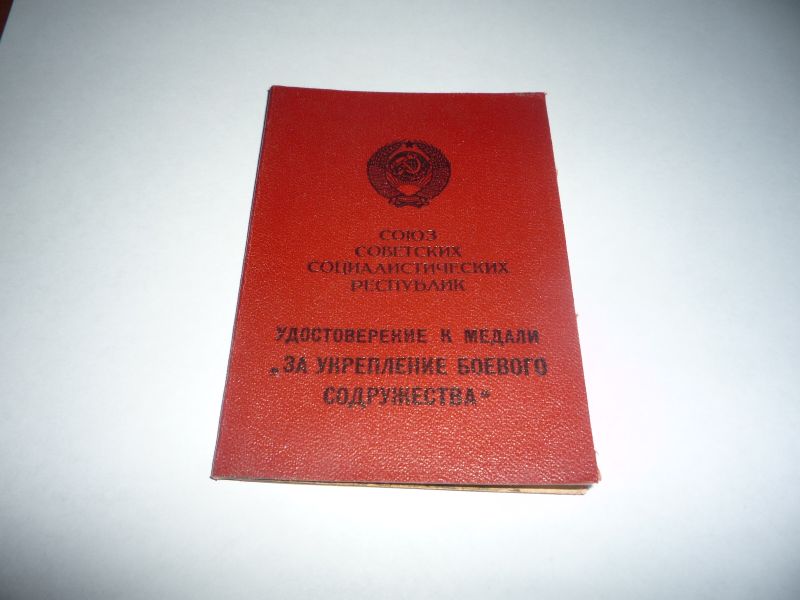 СОЮЗ
СОВЕТСКИХ
СОЦИАЛИСТИЧЕСКИХ
РЕСПУБЛИК
УДОСТОВЕРЕНИЕ К МЕДАЛИ
„ЗА УКРЕПЛЕНИЕ БОЕВОГО
СОДРУЖЕСТВА"